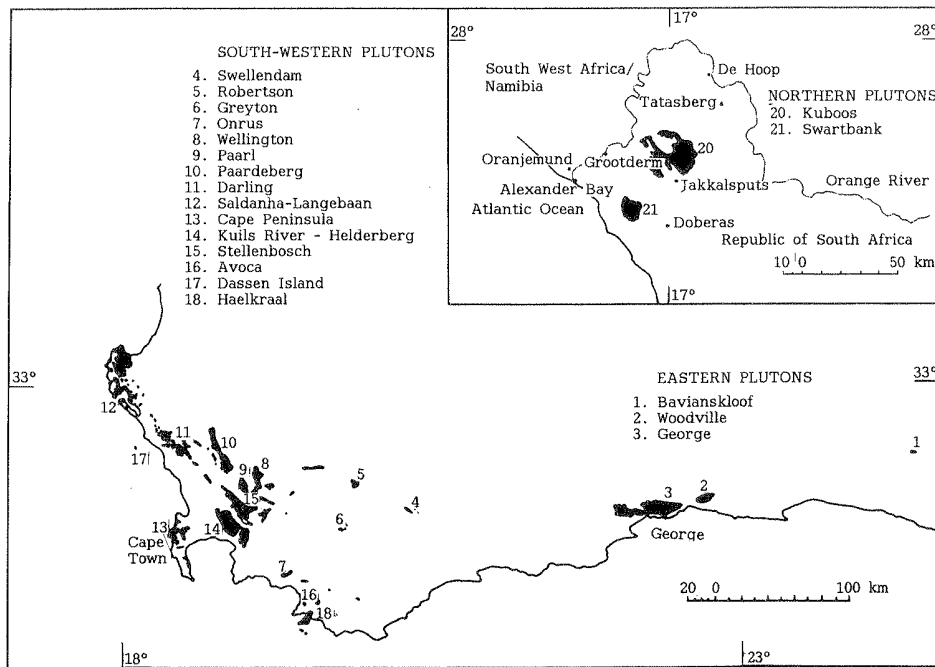 SOUTH-WESTERN PLUTONS
4. Swellendam
5. Robertson
6. Greyton
7. Onrus
8. Wellington
9. Paarl
10. Paardeberg
11. Darling
12. Saldanha-Langebaan
13. Cape Peninsula
14. Kuils River - Helderberg
15. Stellenbosch
16. Avoca
17. Dassen Island
18. Haelkraal
17°
28°
28°
South West Africa/
Namibia
De Hoop
Tatasberg
NORTHERN PLUTONS
20. Kuboos
21. Swartbank
20
Oranjemund
Grootderm
Jakkalsputs
Alexander Bay
Orange River
Atlantic Ocean
21
Doberas
Republic of South Africa
10 0 50 km
17°
33°
33°
EASTERN PLUTONS
1. Bavianskloof
2. Woodville
3. George
12
11
10
17
9
8
5
15
4
14
6
13
Cape
Town
7
16
18
1
2
3
George
20 0 100 km
18°
23°